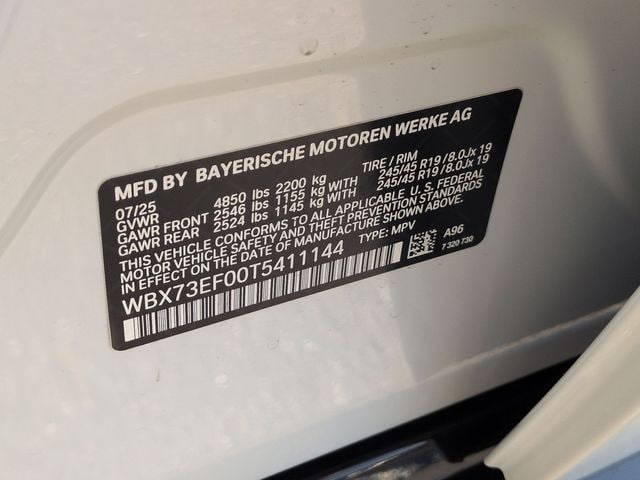 MFD BY BAYERISCHE MOTOREN WERKE AG
07/25 TIRE / RIM
GVWR 4850 lbs 2200 kg
GAWR FRONT 2546 lbs 1155 kg WITH 245/45 R19 / 8.0Jx 19
GAWR REAR 2524 lbs 1145 kg WITH 245/45 R19 / 8.0Jx 19
THIS VEHICLE CONFORMS TO ALL APPLICABLE U. S. FEDERAL
MOTOR VEHICLE SAFETY AND THEFT PREVENTION STANDARDS
IN EFFECT ON THE DATE OF MANUFACTURE SHOWN ABOVE.
WBX73EF00T5411144 TYPE: MPV A96
7 320 730